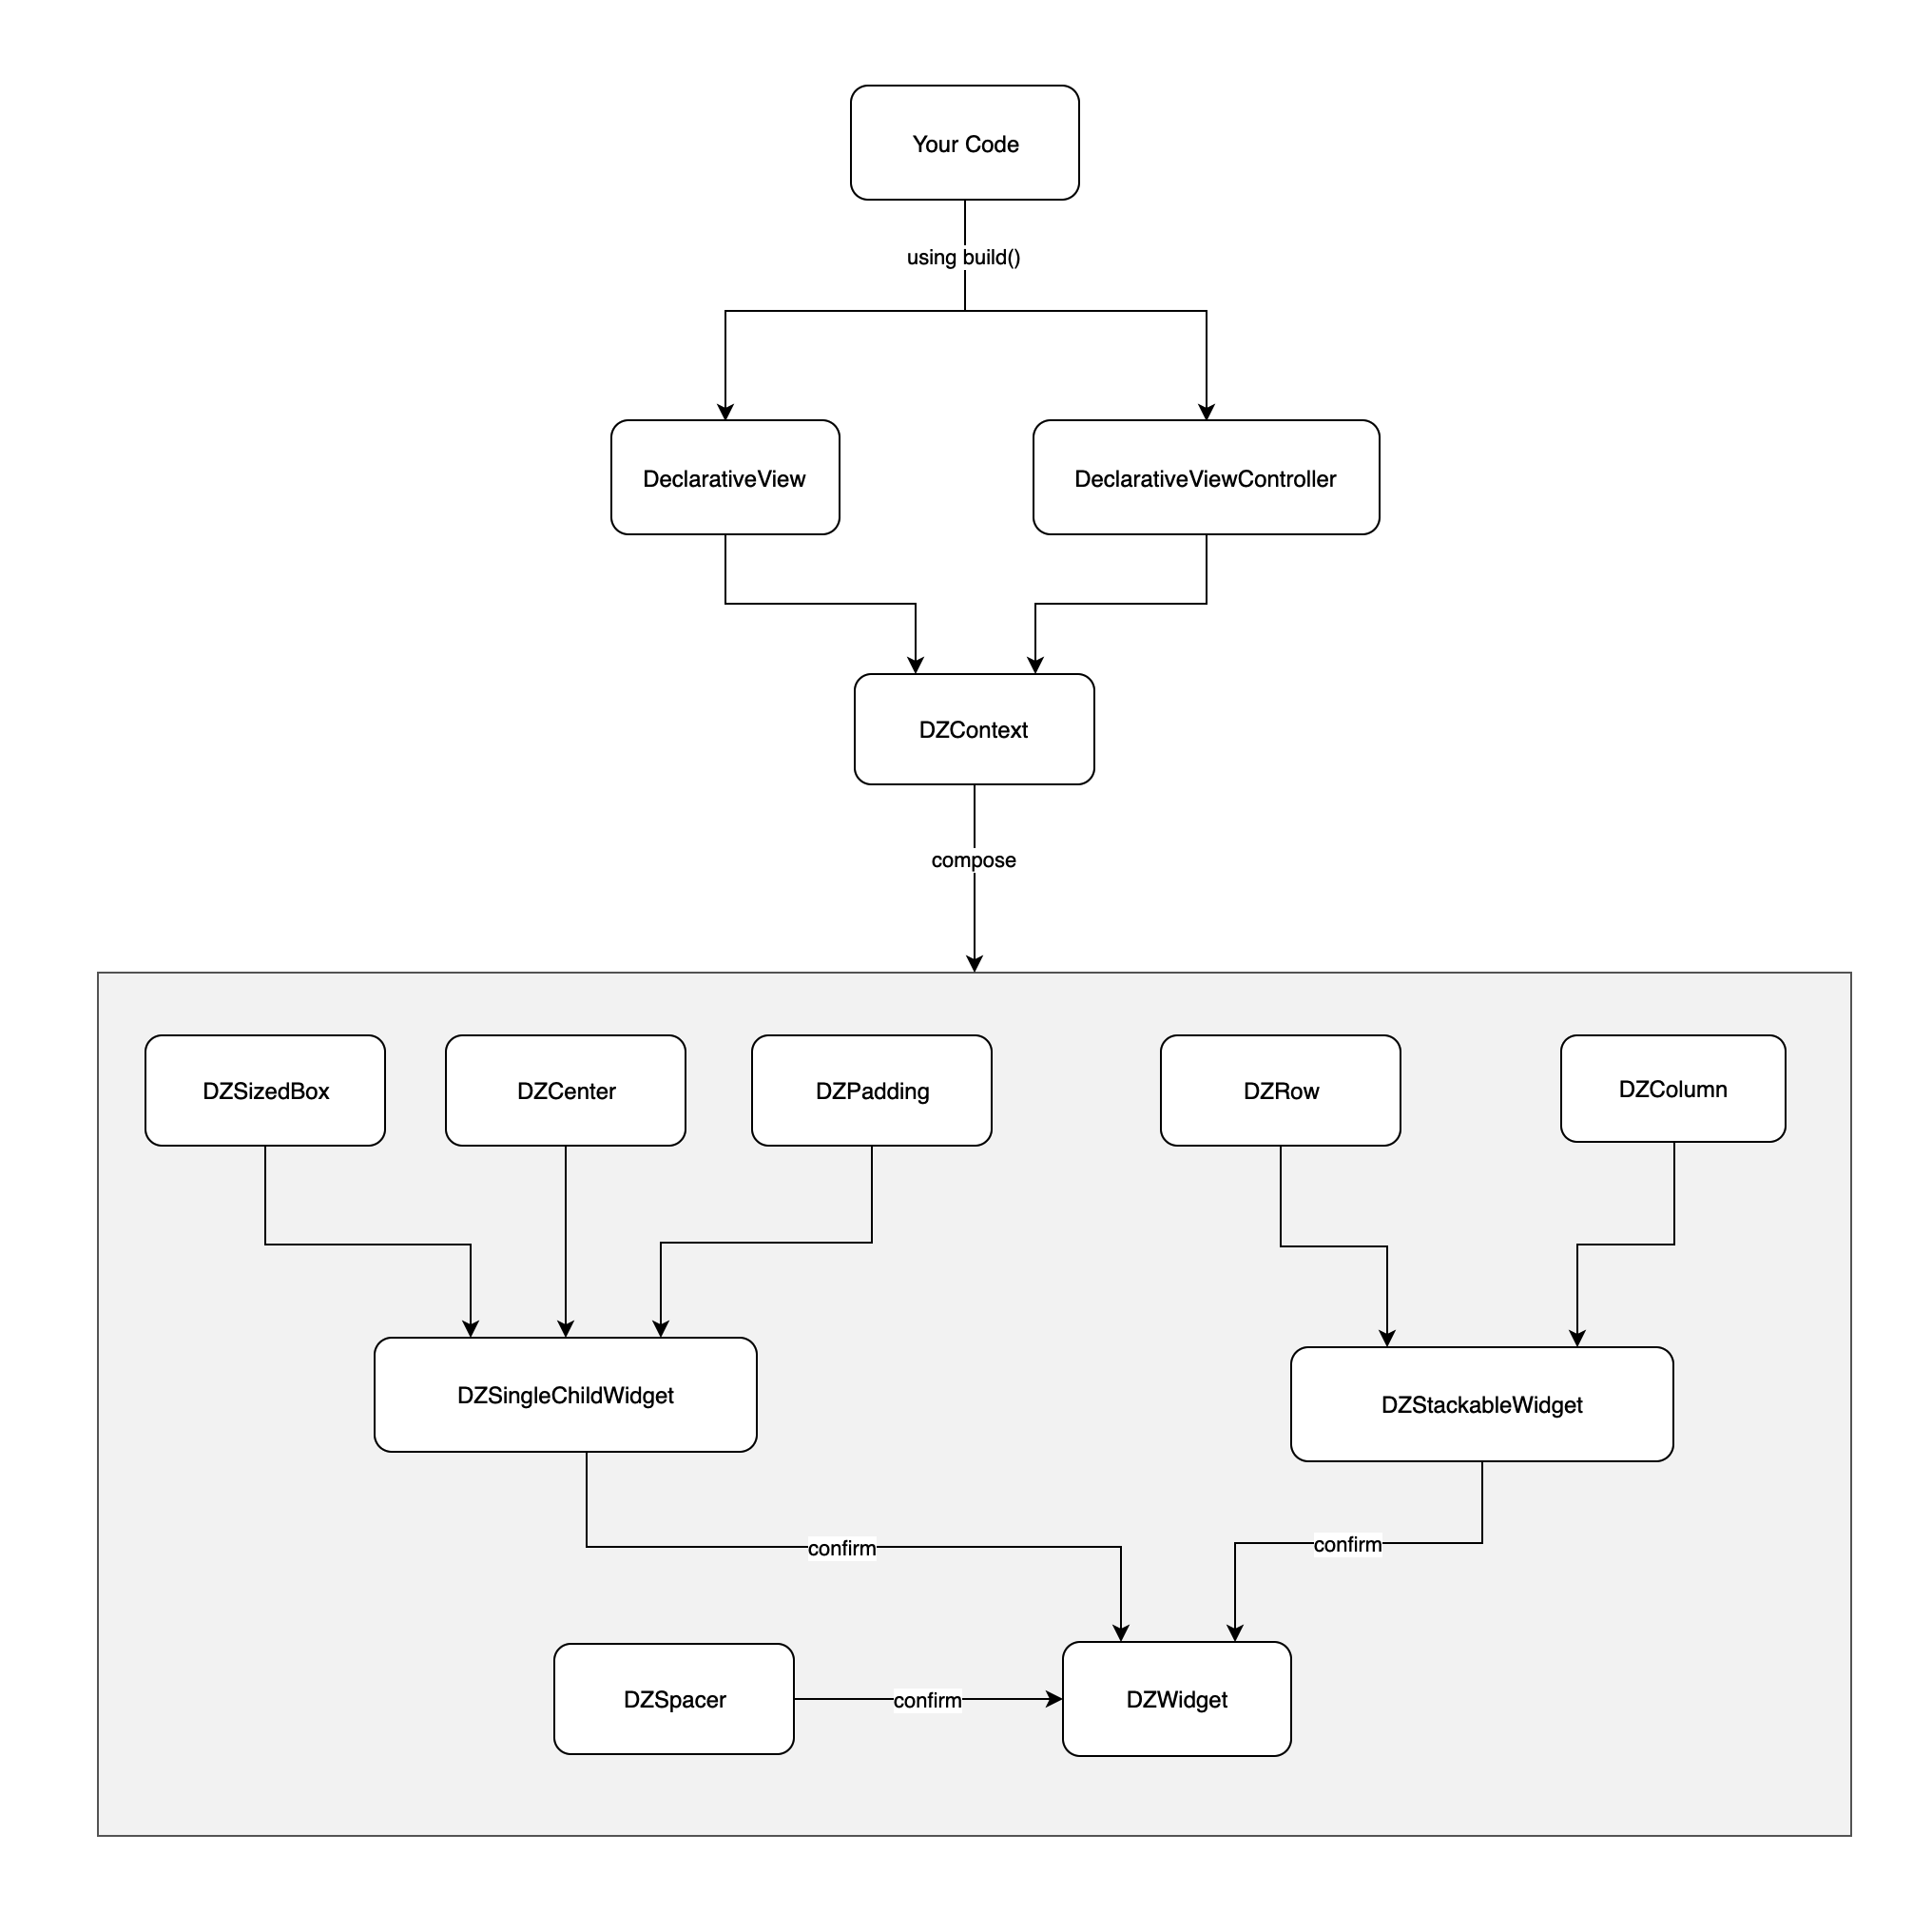 Your Code
using build()
DeclarativeView
DeclarativeViewController
DZContext
compose
DZSizedBox
DZCenter
DZPadding
DZRow
DZColumn
DZSingleChildWidget
DZStackableWidget
confirm
confirm
DZSpacer
confirm
DZWidget